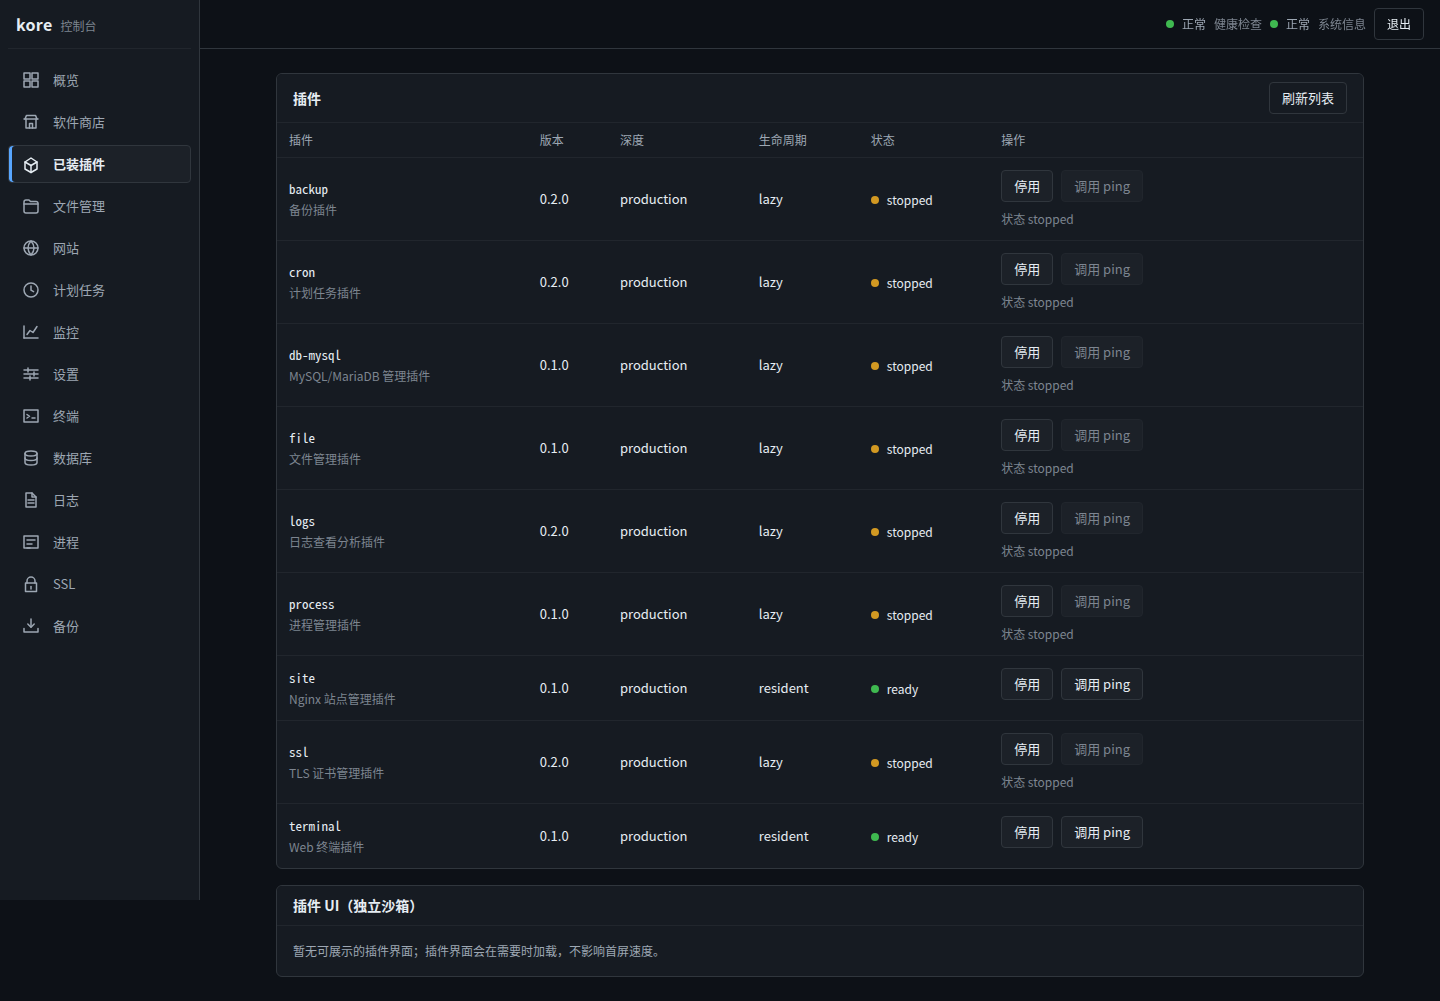 kore 控制台
正常 健康检查 正常 系统信息 退出
概览
软件商店
已装插件
文件管理
网站
计划任务
监控
设置
终端
数据库
日志
进程
SSL
备份
插件 刷新列表
插件 版本 深度 生命周期 状态 操作
backup 0.2.0 production lazy stopped 停用 调用 ping
备份插件 状态 stopped
cron 0.2.0 production lazy stopped 停用 调用 ping
计划任务插件 状态 stopped
db-mysql 0.1.0 production lazy stopped 停用 调用 ping
MySQL/MariaDB 管理插件 状态 stopped
file 0.1.0 production lazy stopped 停用 调用 ping
文件管理插件 状态 stopped
logs 0.2.0 production lazy stopped 停用 调用 ping
日志查看分析插件 状态 stopped
process 0.1.0 production lazy stopped 停用 调用 ping
进程管理插件 状态 stopped
site 0.1.0 production resident ready 停用 调用 ping
Nginx 站点管理插件
ssl 0.2.0 production lazy stopped 停用 调用 ping
TLS 证书管理插件 状态 stopped
terminal 0.1.0 production resident ready 停用 调用 ping
Web 终端插件
插件 UI（独立沙箱）
暂无可展示的插件界面；插件界面会在需要时加载，不影响首屏速度。